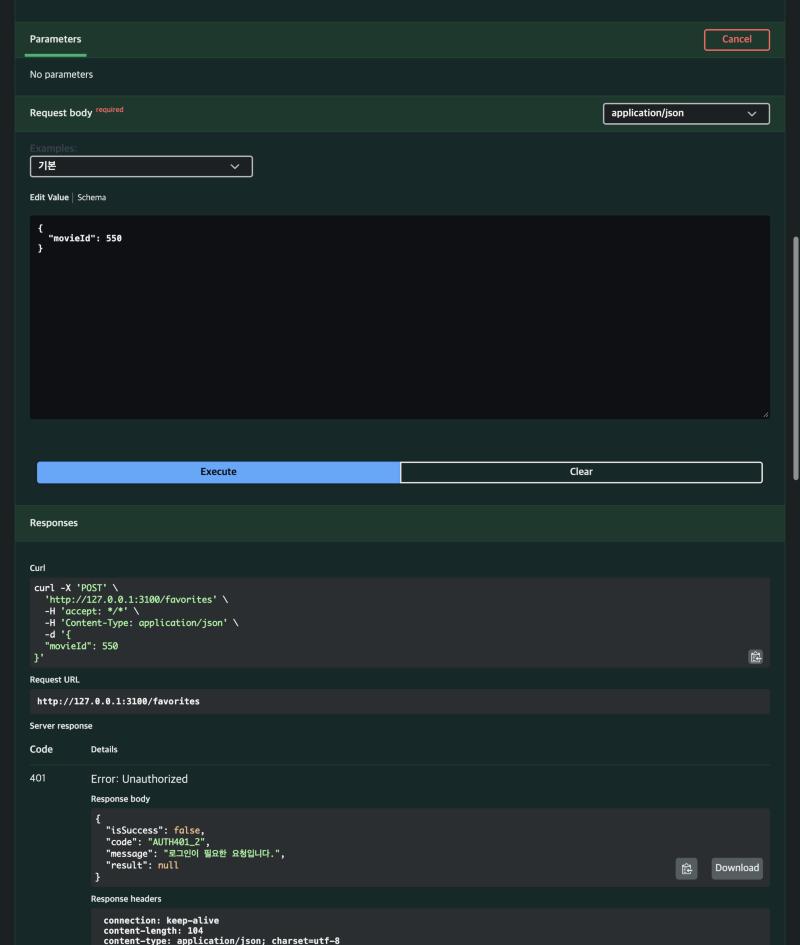 Parameters
Cancel
No parameters
Request body required
application/json
Examples:
기본
Edit Value | Schema
{
  "movieId": 550
}
Execute
Clear
Responses
Curl
curl -X 'POST' \
  'http://127.0.0.1:3100/favorites' \
  -H 'accept: */*' \
  -H 'Content-Type: application/json' \
  -d '{
  "movieId": 550
}'
Request URL
http://127.0.0.1:3100/favorites
Server response
Code Details
401 Error: Unauthorized
Response body
{
  "isSuccess": false,
  "code": "AUTH401_2",
  "message": "로그인이 필요한 요청입니다.",
  "result": null
}
Download
Response headers
connection: keep-alive
content-length: 104
content-type: application/json; charset=utf-8